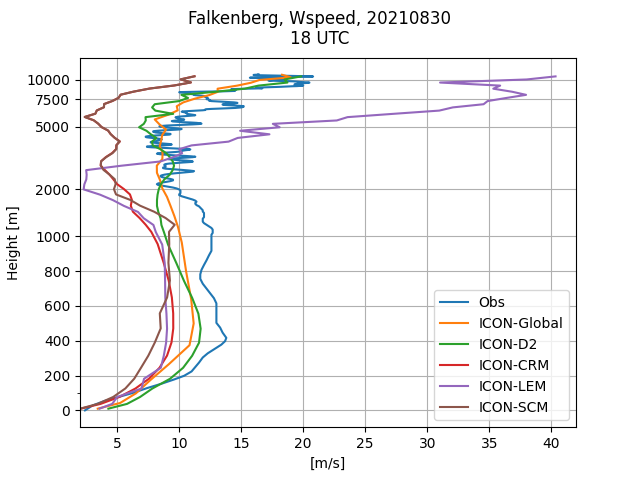 Falkenberg, Wspeed, 20210830
18 UTC
Height [m]
10000
7500
5000
2000
1000
800
600
400
200
0
5
10
15
20
25
30
35
40
[m/s]
Obs
ICON-Global
ICON-D2
ICON-CRM
ICON-LEM
ICON-SCM